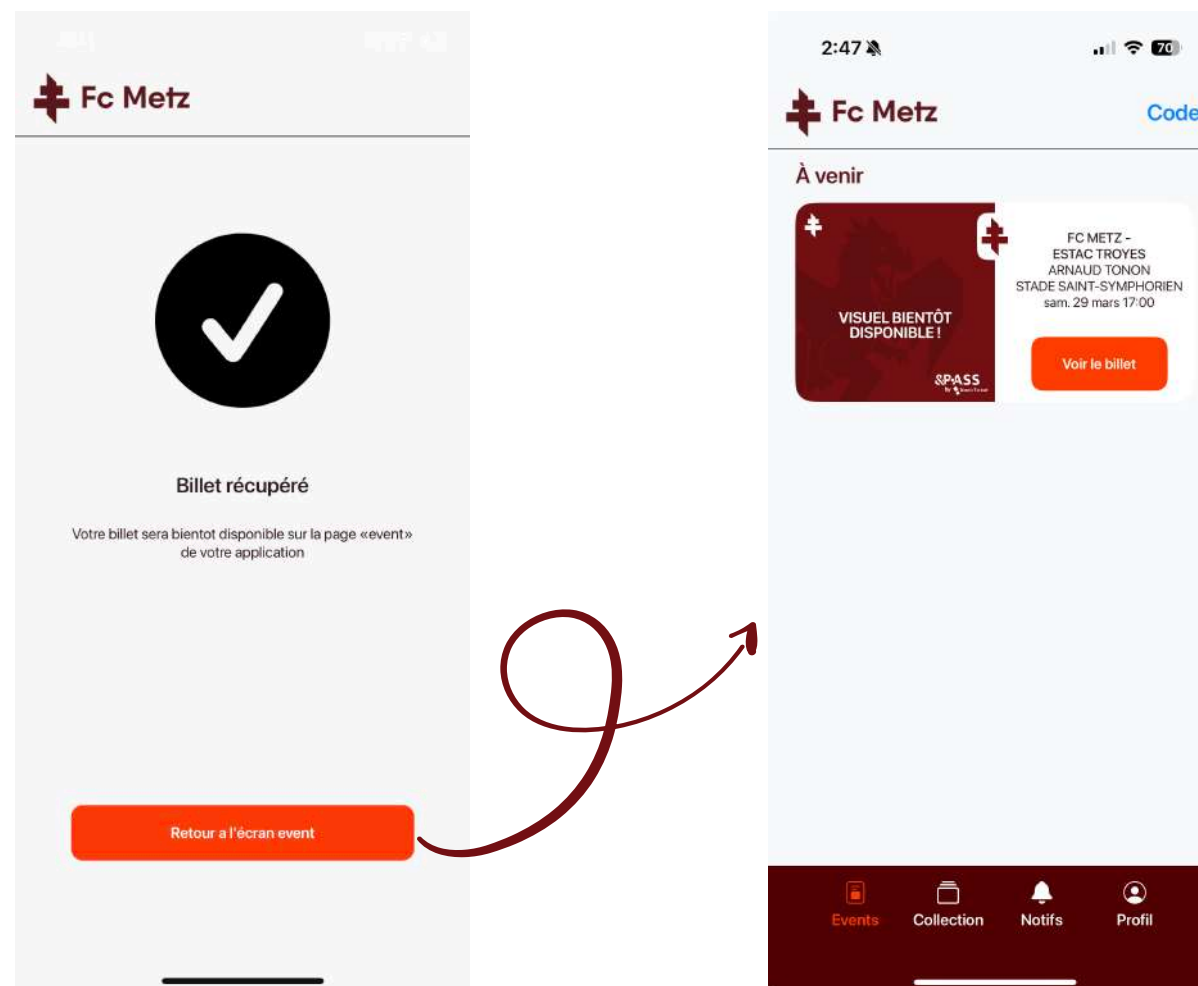 Fc Metz
Billet récupéré
Votre billet sera bientot disponible sur la page «event»
de votre application
Retour a l'écran event
2:47
70
Fc Metz
Code
À venir
VISUEL BIENTÔT
DISPONIBLE !
SPASS
FC METZ -
ESTAC TROYES
ARNAUD TONON
STADE SAINT-SYMPHORIEN
sam. 29 mars 17:00
Voir le billet
Events
Collection
Notifs
Profil